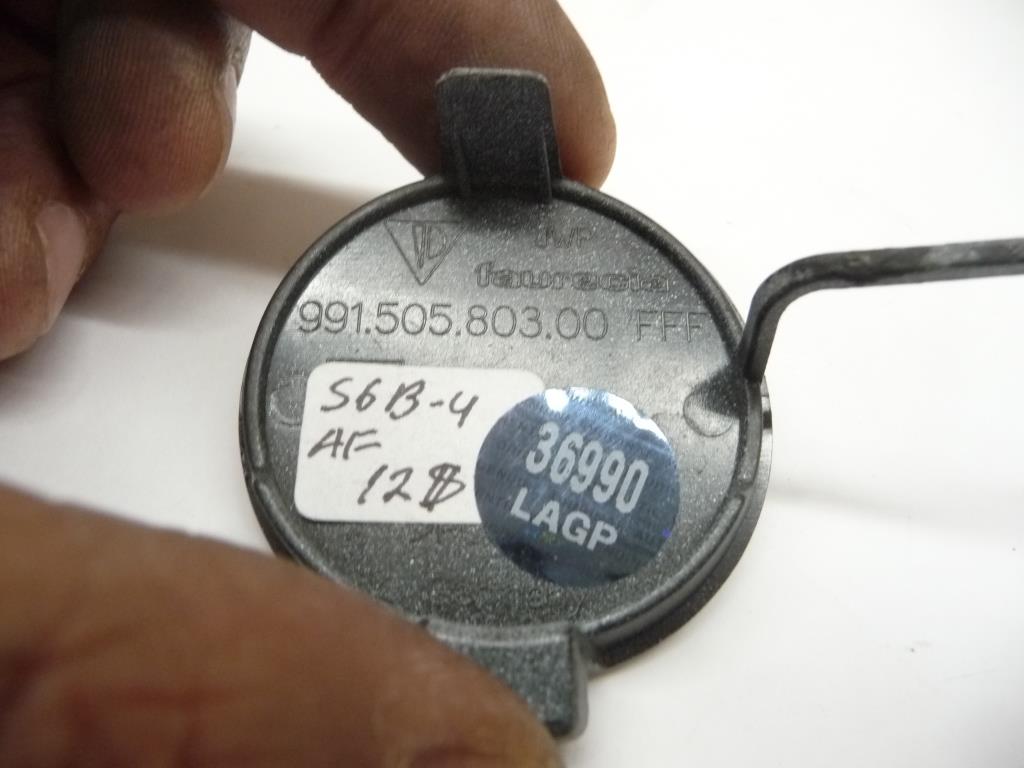 faurecia
991.505.803.00 FFF
S6B-4
AF
12$
36990
LAGP